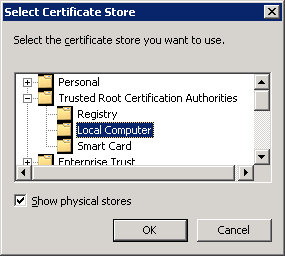 Select Certificate Store
Select the certificate store you want to use.
Personal
Trusted Root Certification Authorities
Registry
Local Computer
Smart Card
Enterprise Trust
Show physical stores
OK
Cancel